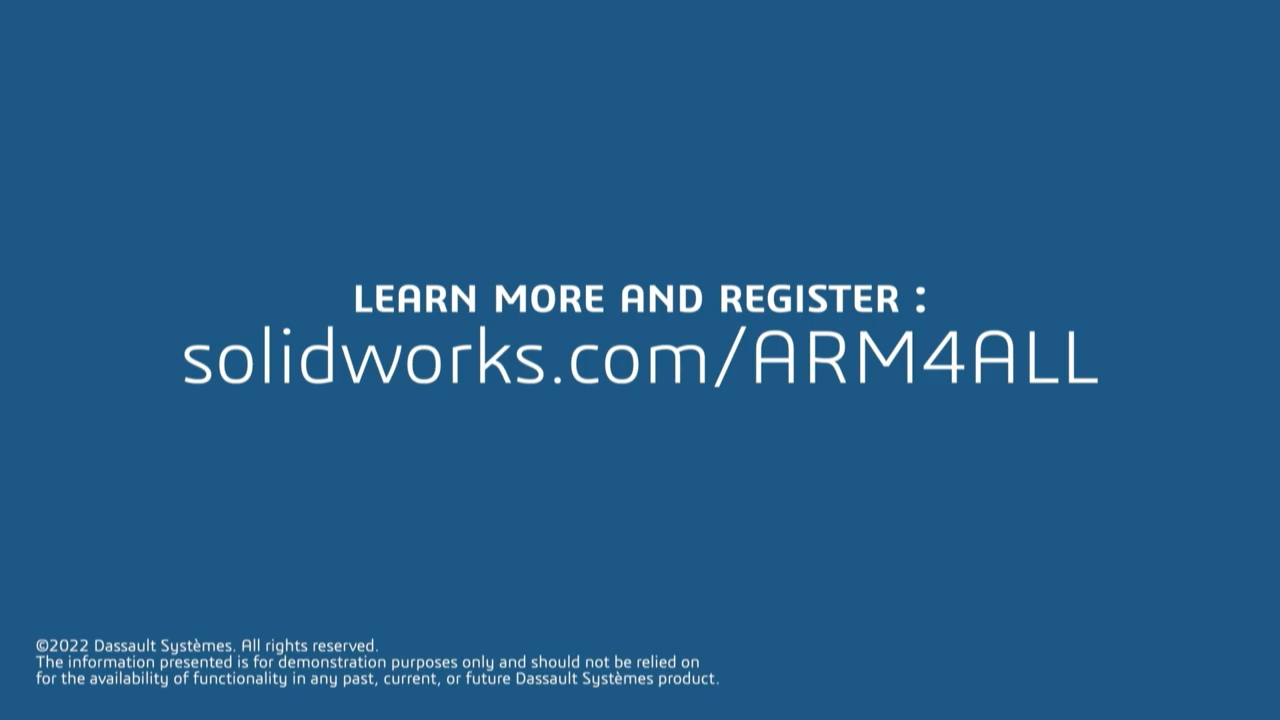 LEARN MORE AND REGISTER :
solidworks.com/ARM4ALL
©2022 Dassault Systèmes. All rights reserved.
The information presented is for demonstration purposes only and should not be relied on
for the availability of functionality in any past, current, or future Dassault Systèmes product.